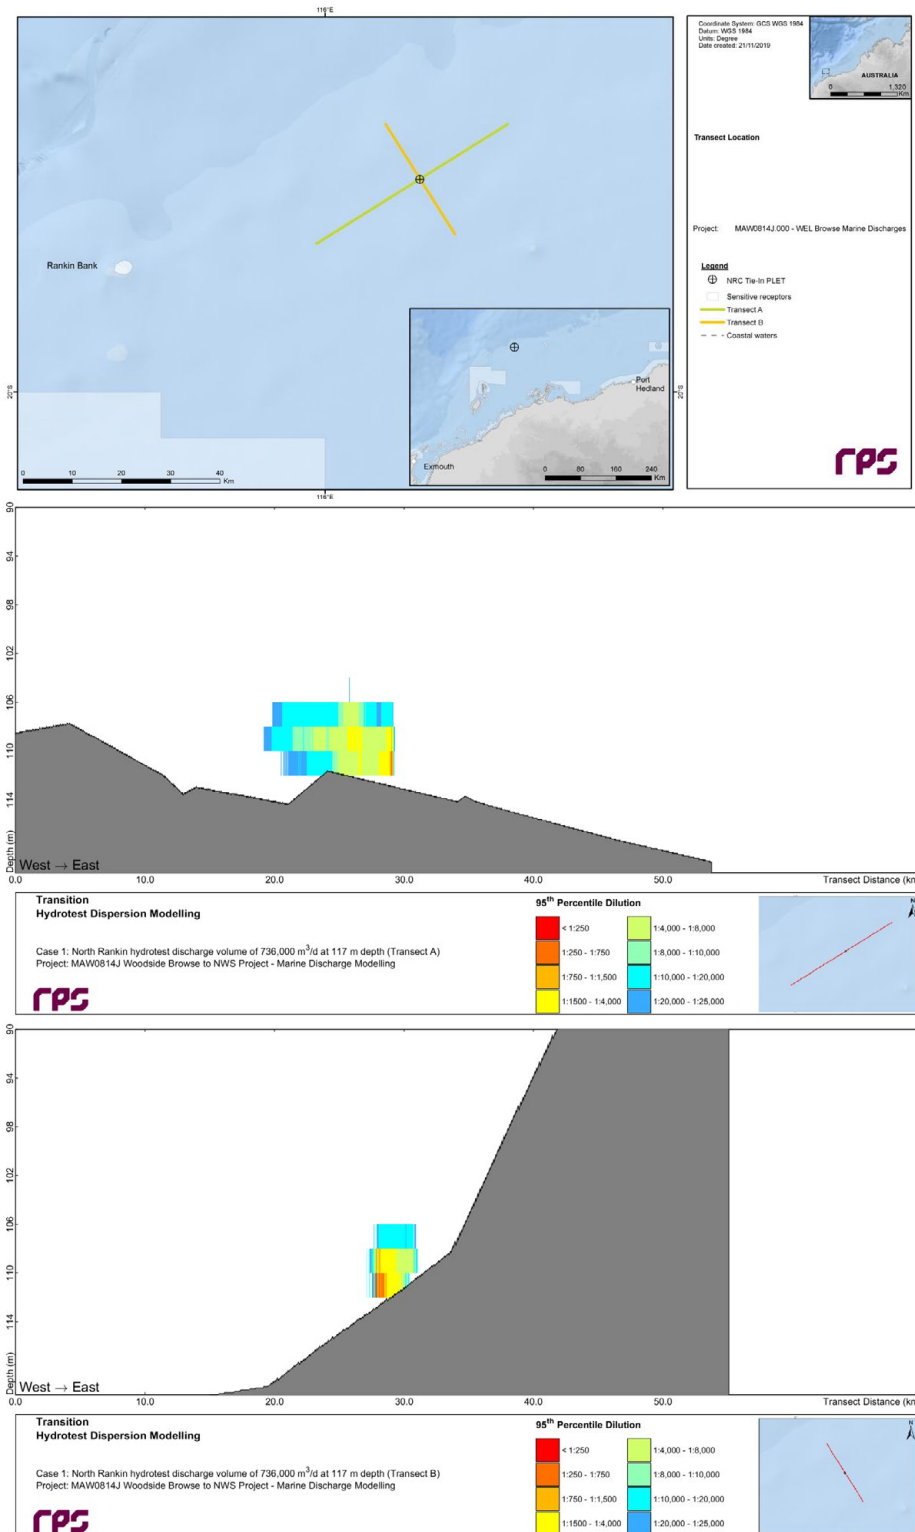 116°E
Rankin Bank
20°S
Port
Hedland
Exmouth
0 80 160 240
Km
0 10 20 30 40
Km
116°E
20°S
Coordinate System: GCS WGS 1984
Datum: WGS 1984
Units: Degree
Date created: 21/11/2019
AUSTRALIA
0 1,320
Km
Transect Location
Project: MAW0814J.000 - WEL Browse Marine Discharges
Legend
NRC Tie-In PLET
Sensitive receptors
Transect A
Transect B
Coastal waters
rps
90
94
98
102
106
110
114
Depth (m)
West → East
0.0 10.0 20.0 30.0 40.0 50.0 Transect Distance (km
Transition
Hydrotest Dispersion Modelling
Case 1: North Rankin hydrotest discharge volume of 736,000 m³/d at 117 m depth (Transect A)
Project: MAW0814J Woodside Browse to NWS Project - Marine Discharge Modelling
rps
95th Percentile Dilution
< 1:250 1:4,000 - 1:8,000
1:250 - 1:750 1:8,000 - 1:10,000
1:750 - 1:1,500 1:10,000 - 1:20,000
1:1500 - 1:4,000 1:20,000 - 1:25,000
N
90
94
98
102
106
110
114
Depth (m)
West → East
0.0 10.0 20.0 30.0 40.0 50.0 Transect Distance (km
Transition
Hydrotest Dispersion Modelling
Case 1: North Rankin hydrotest discharge volume of 736,000 m³/d at 117 m depth (Transect B)
Project: MAW0814J Woodside Browse to NWS Project - Marine Discharge Modelling
rps
95th Percentile Dilution
< 1:250 1:4,000 - 1:8,000
1:250 - 1:750 1:8,000 - 1:10,000
1:750 - 1:1,500 1:10,000 - 1:20,000
1:1500 - 1:4,000 1:20,000 - 1:25,000
N